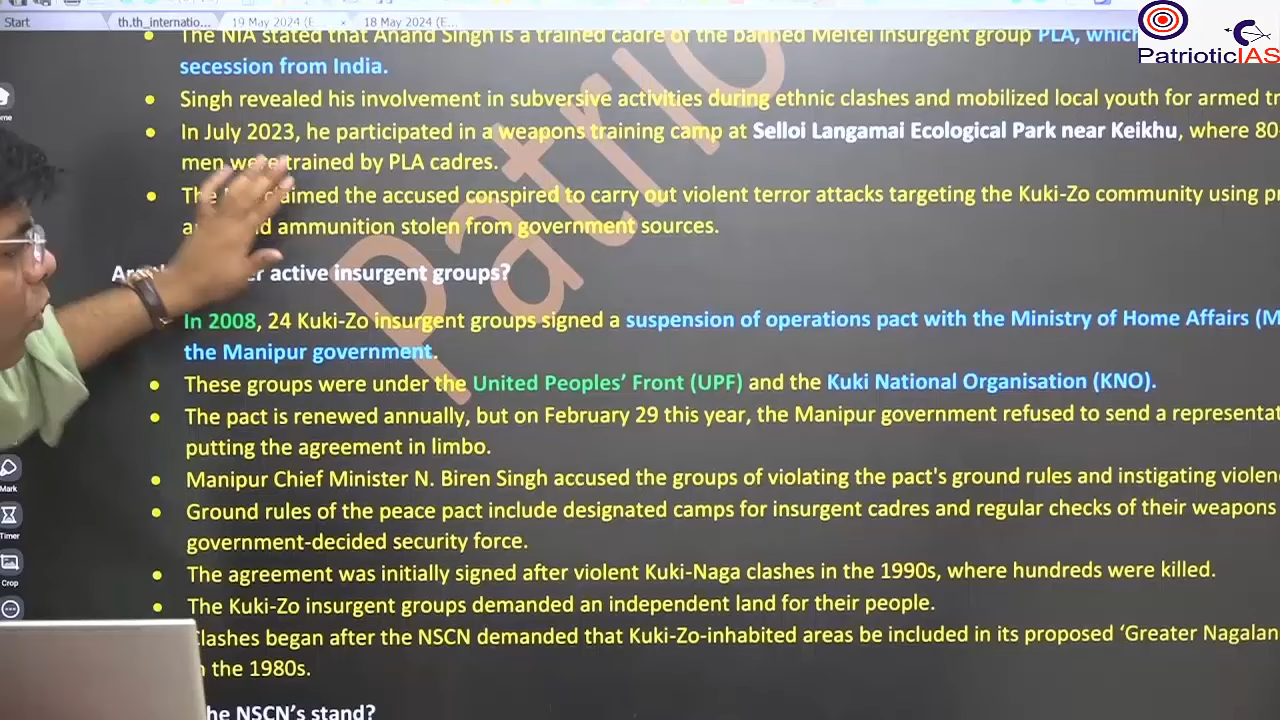 Start
th.th_internatio...
19 May 2024 (E...
×
18 May 2024 (E...
PatrioticIAS
The NIA stated that Anand Singh is a trained cadre of the banned Meitei insurgent group PLA, which
secession from India.
Singh revealed his involvement in subversive activities during ethnic clashes and mobilized local youth for armed
In July 2023, he participated in a weapons training camp at Selloi Langamai Ecological Park near Keikhu, where 80
men were trained by PLA cadres.
The claimed the accused conspired to carry out violent terror attacks targeting the Kuki-Zo community using
ammunition stolen from government sources.
active insurgent groups?
In 2008, 24 Kuki-Zo insurgent groups signed a suspension of operations pact with the Ministry of Home Affairs
the Manipur government.
These groups were under the United Peoples’ Front (UPF) and the Kuki National Organisation (KNO).
The pact is renewed annually, but on February 29 this year, the Manipur government refused to send a
putting the agreement in limbo.
Manipur Chief Minister N. Biren Singh accused the groups of violating the pact's ground rules and instigating
Ground rules of the peace pact include designated camps for insurgent cadres and regular checks of their weapons
government-decided security force.
The agreement was initially signed after violent Kuki-Naga clashes in the 1990s, where hundreds were killed.
The Kuki-Zo insurgent groups demanded an independent land for their people.
Clashes began after the NSCN demanded that Kuki-Zo-inhabited areas be included in its proposed ‘Greater
the 1980s.
the NSCN’s stand?
Patrio
Mark
Timer
Crop